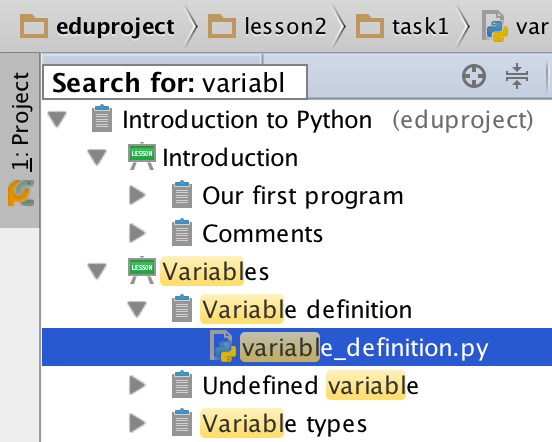 eduproject lesson2 task1 var
Search for: variabl
1: Project
Introduction to Python (eduproject)
LESSON Introduction
Our first program
Comments
LESSON Variables
Variable definition
variable_definition.py
Undefined variable
Variable types